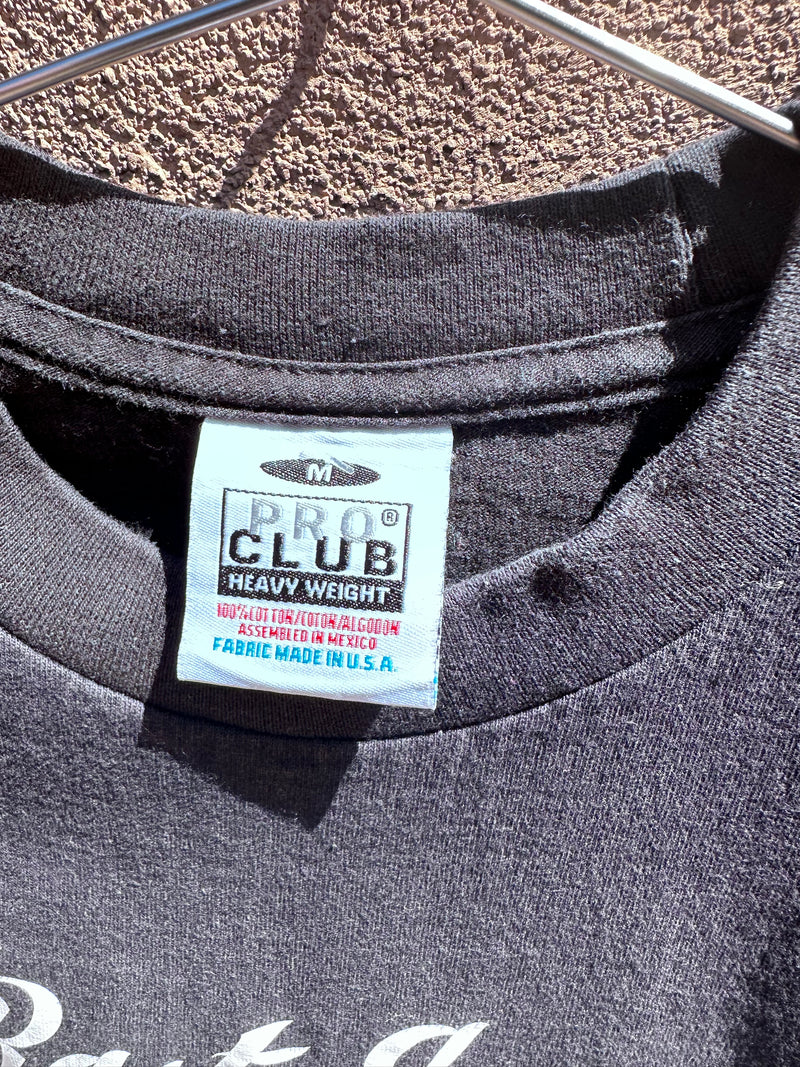 M
PRO®
CLUB
HEAVY WEIGHT
100% COTTON/COTON/ALGODON
ASSEMBLED IN MEXICO
FABRIC MADE IN U.S.A.